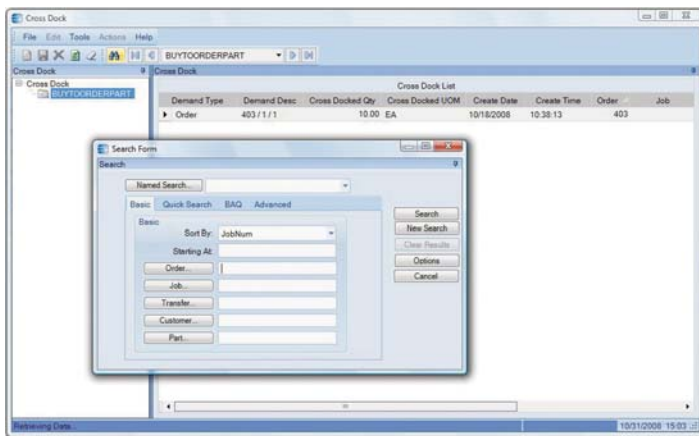 Cross Dock
File Edit Tools Actions Help
BUYTOORDERPART
Cross Dock
Cross Dock
BUYTOORDERPART
Cross Dock
Cross Dock List
Demand Type Demand Desc Cross Docked Qty Cross Docked UOM Create Date Create Time Order Job
Order 403 / 1 / 1 10.00 EA 10/18/2008 10:38:13 403
Search Form
Search
Named Search...
Basic Quick Search BAQ Advanced
Basic
Sort By: JobNum
Starting At:
Order...
Job...
Transfer...
Customer...
Part...
Search
New Search
Clear Results
Options
Cancel
Retrieving Data...
10/31/2008 15:03